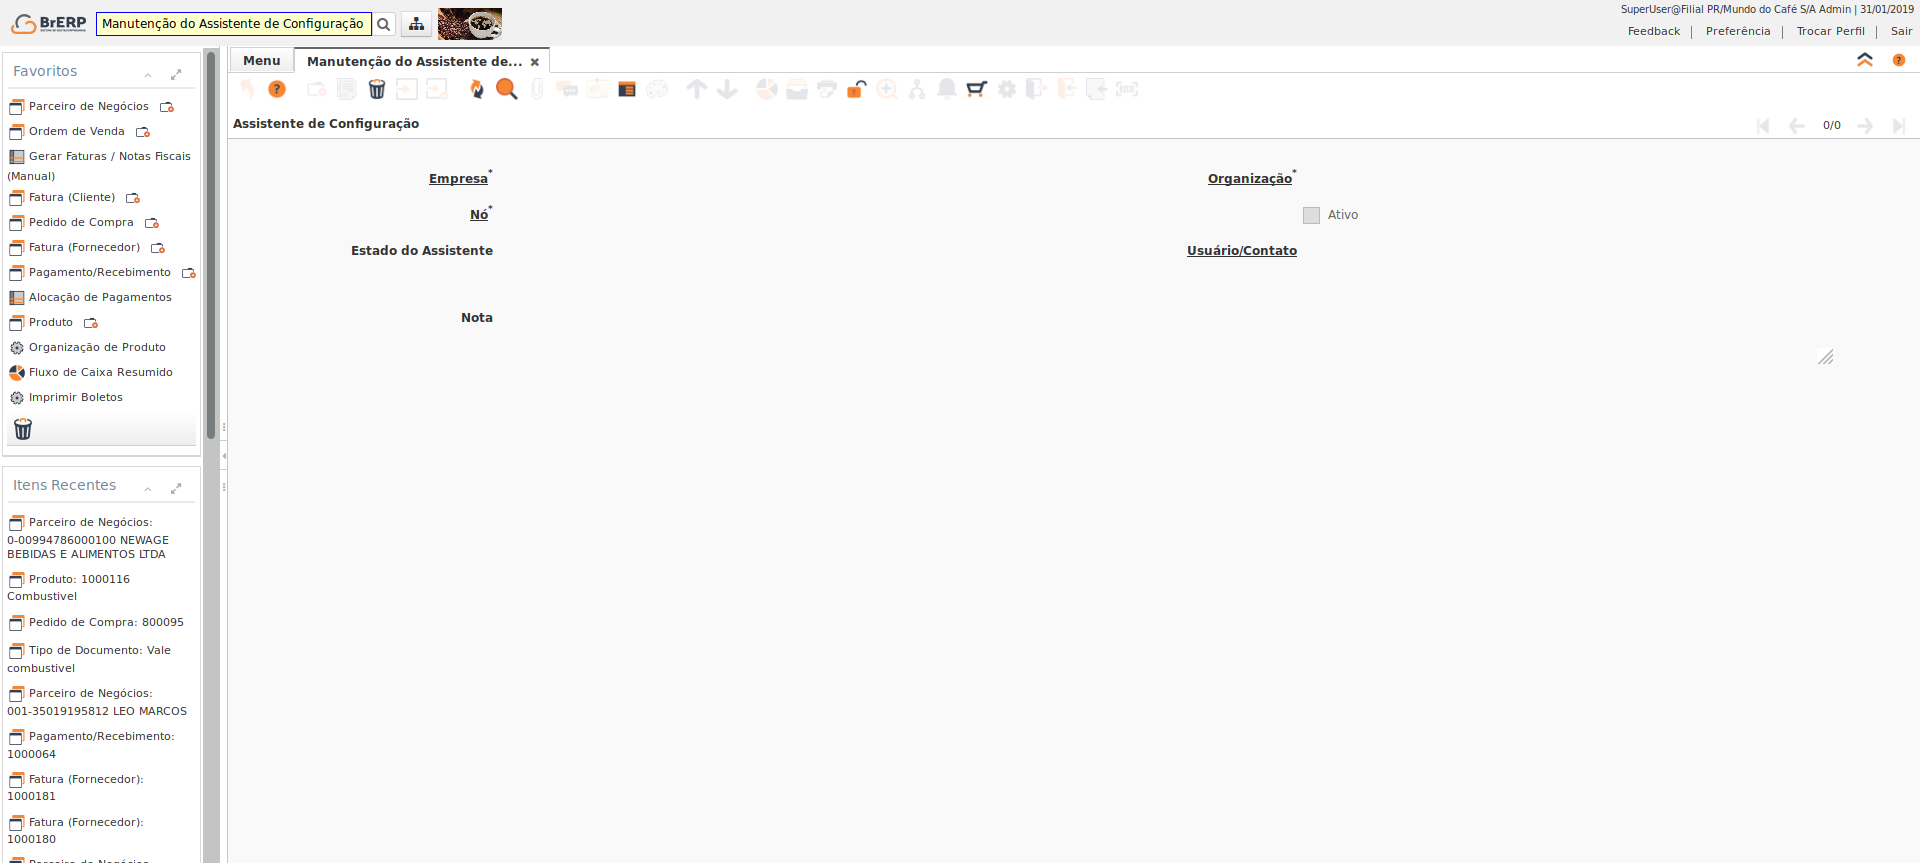 BrERP
Manutenção do Assistente de Configuração
SuperUser@Filial PR/Mundo do Café S/A Admin | 31/01/2019
Feedback | Preferência | Trocar Perfil | Sair
Favoritos
Parceiro de Negócios
Ordem de Venda
Gerar Faturas / Notas Fiscais
(Manual)
Fatura (Cliente)
Pedido de Compra
Fatura (Fornecedor)
Pagamento/Recebimento
Alocação de Pagamentos
Produto
Organização de Produto
Fluxo de Caixa Resumido
Imprimir Boletos
Itens Recentes
Parceiro de Negócios:
0-00994786000100 NEWAGE
BEBIDAS E ALIMENTOS LTDA
Produto: 1000116
Combustivel
Pedido de Compra: 800095
Tipo de Documento: Vale
combustivel
Parceiro de Negócios:
001-35019195812 LEO MARCOS
Pagamento/Recebimento:
1000064
Fatura (Fornecedor):
1000181
Fatura (Fornecedor):
1000180
Menu
Manutenção do Assistente de...
Assistente de Configuração
0/0
Empresa*
Organização*
Nó*
Ativo
Estado do Assistente
Usuário/Contato
Nota